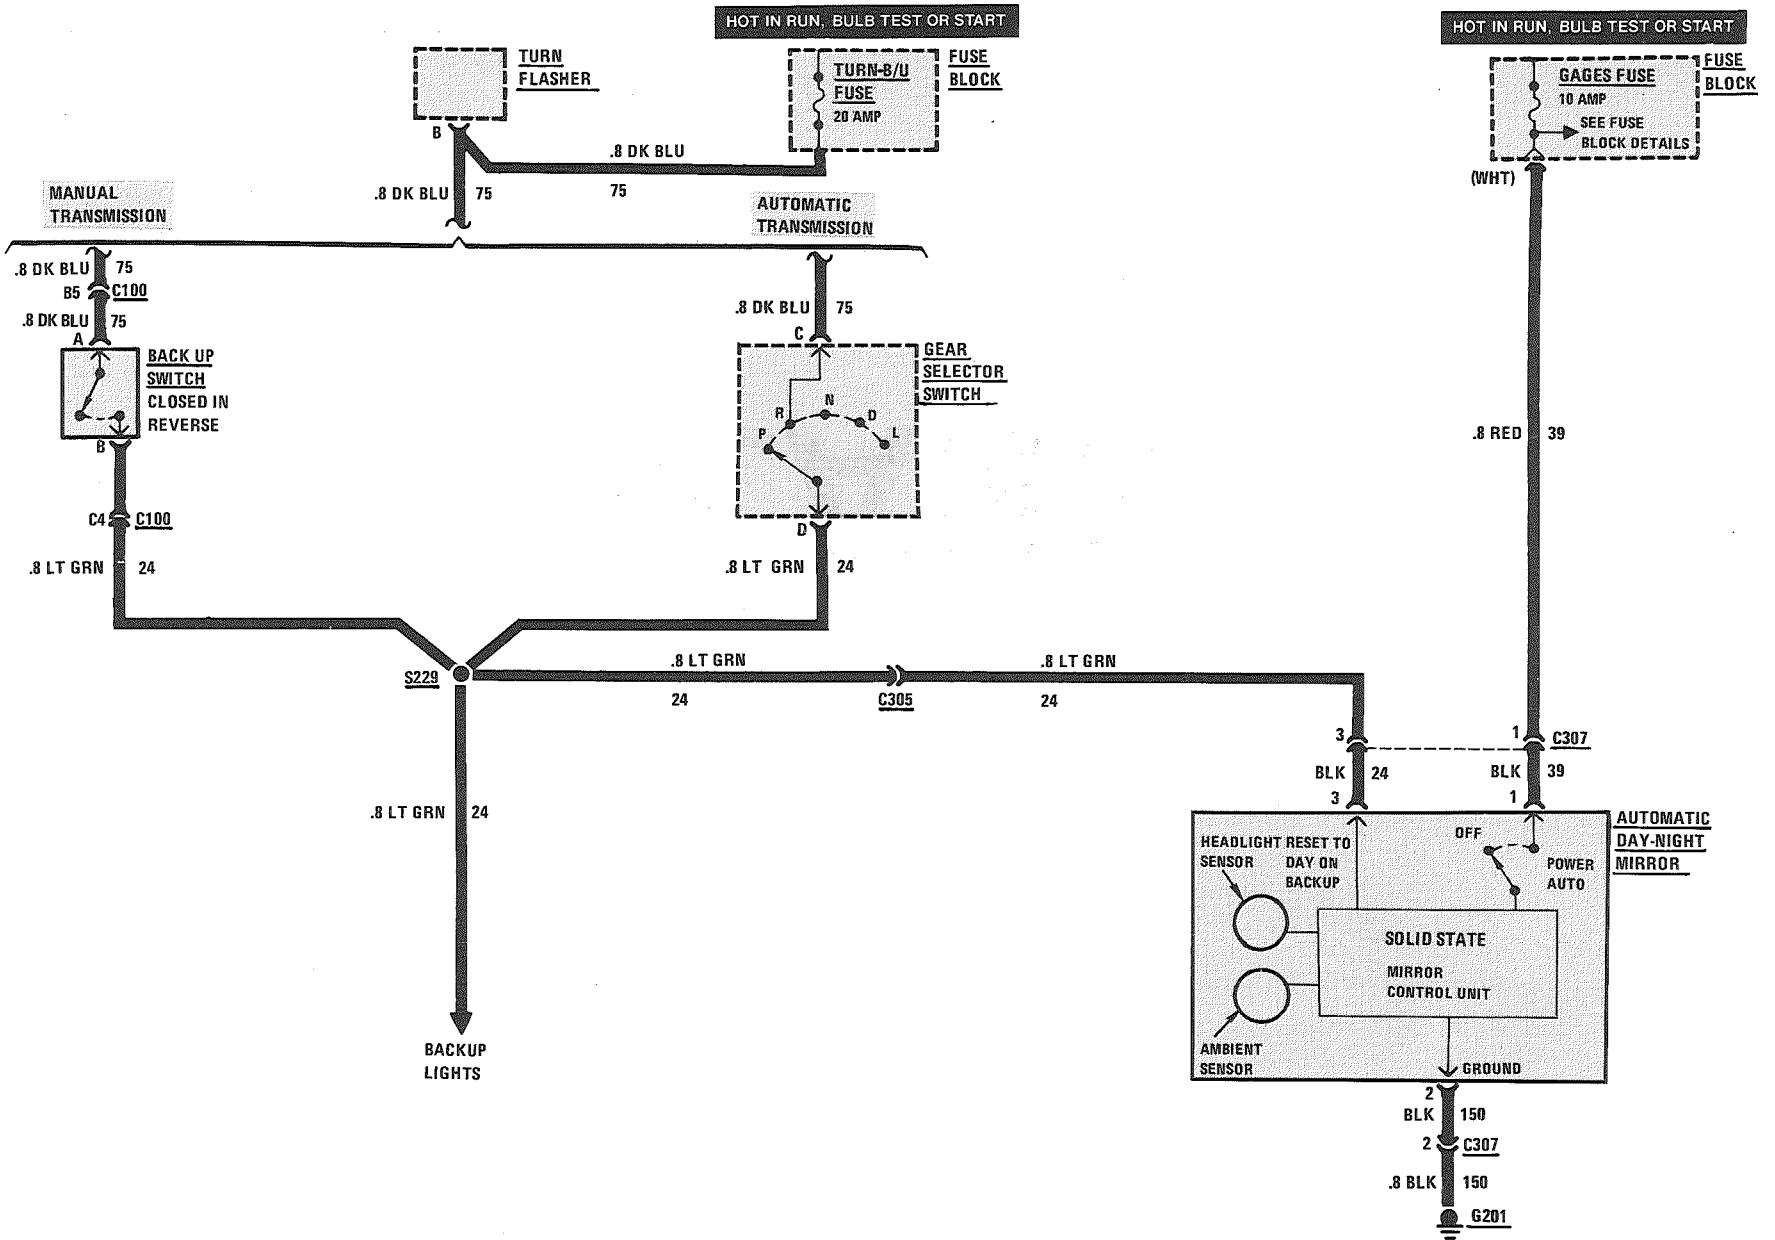 HOT IN RUN, BULB TEST OR START
HOT IN RUN, BULB TEST OR START
TURN
FLASHER
TURN-B/U
FUSE
20 AMP
FUSE
BLOCK
GAGES FUSE
10 AMP
SEE FUSE
BLOCK DETAILS
FUSE
BLOCK
B
.8 DK BLU
75
.8 DK BLU
75
(WHT)
MANUAL
TRANSMISSION
AUTOMATIC
TRANSMISSION
.8 DK BLU
75
B5
C100
.8 DK BLU
75
A
BACK UP
SWITCH
CLOSED IN
REVERSE
B
C4
C100
.8 LT GRN
24
.8 DK BLU
75
C
GEAR
SELECTOR
SWITCH
P
R
N
D
L
D
.8 LT GRN
24
.8 RED
39
S229
.8 LT GRN
24
C305
.8 LT GRN
24
.8 LT GRN
24
BACKUP
LIGHTS
3
1
C307
BLK
24
BLK
39
3
1
AUTOMATIC
DAY-NIGHT
MIRROR
HEADLIGHT
SENSOR
RESET TO
DAY ON
BACKUP
OFF
POWER
AUTO
SOLID STATE
MIRROR
CONTROL UNIT
AMBIENT
SENSOR
GROUND
2
BLK
150
2
C307
.8 BLK
150
G201